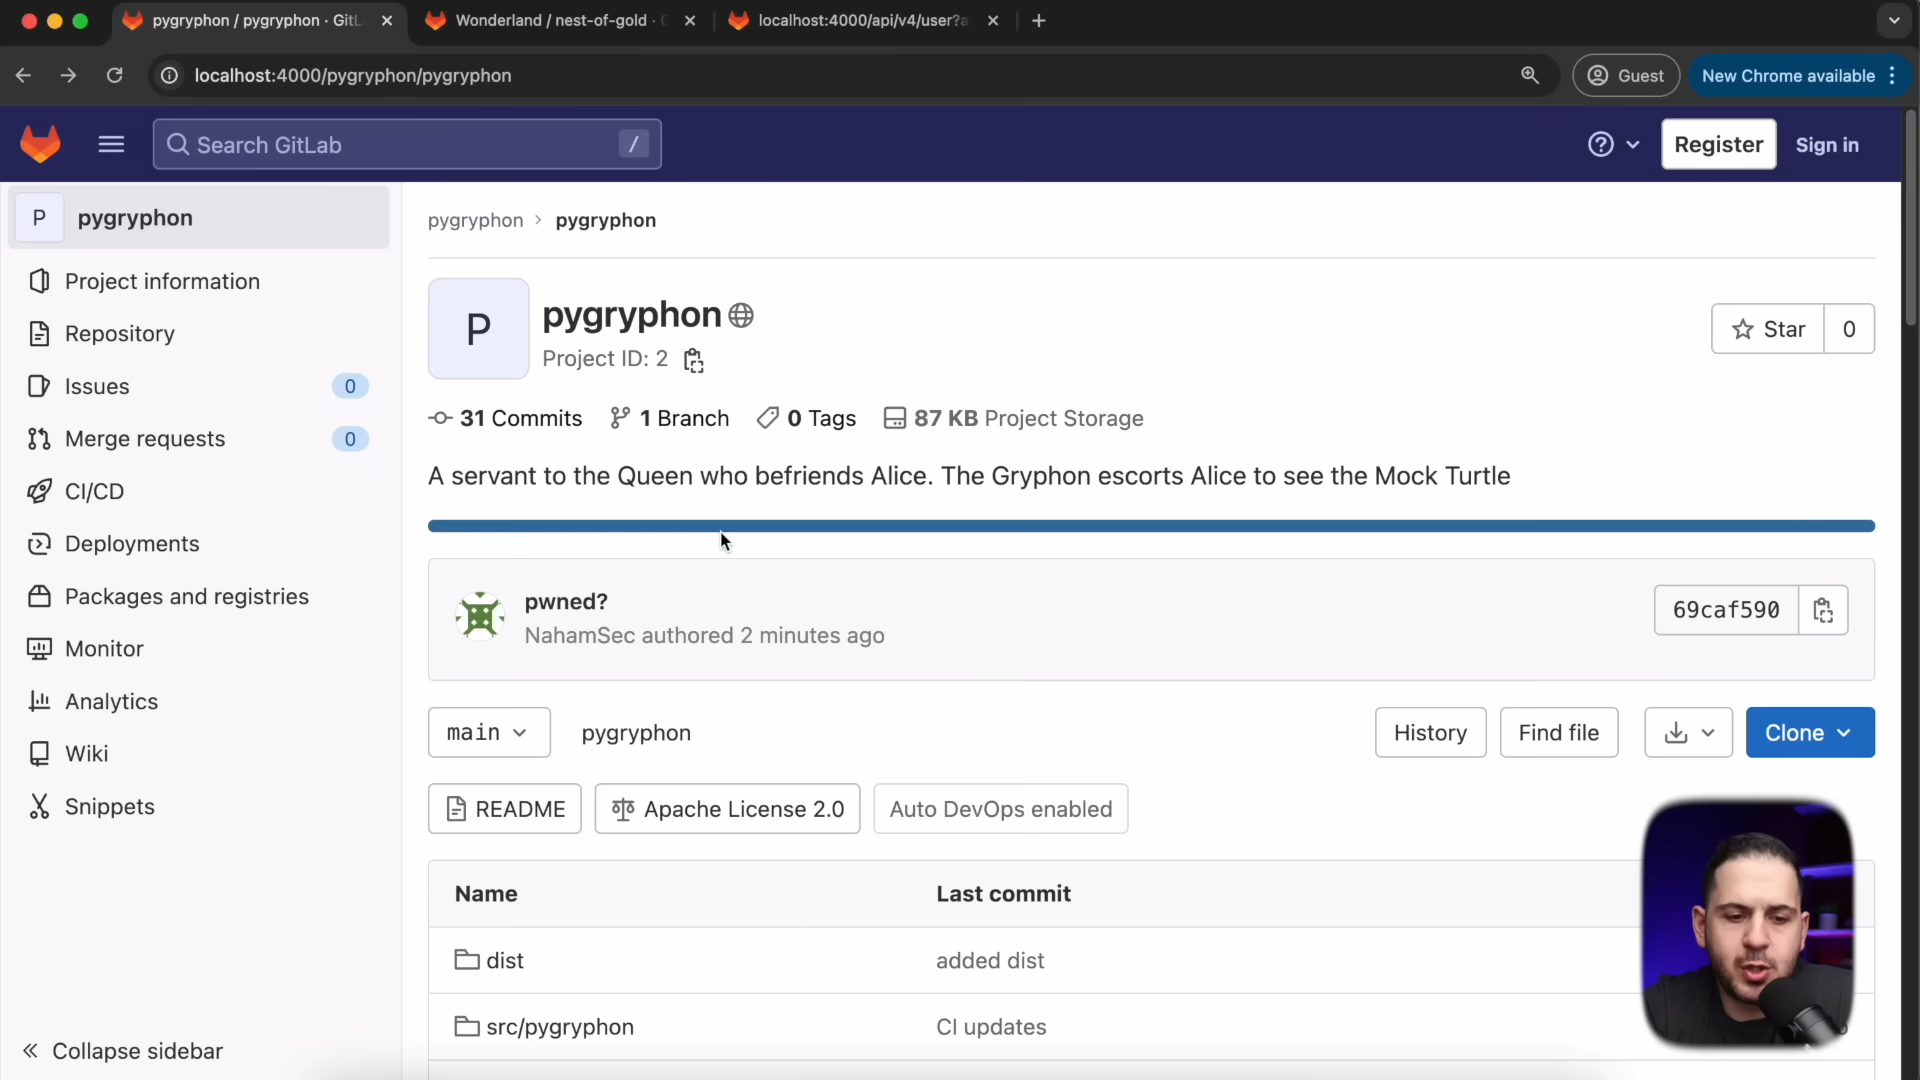 pygryphon / pygryphon · GitL
Wonderland / nest-of-gold ·
localhost:4000/api/v4/user?a
localhost:4000/pygryphon/pygryphon
Guest
New Chrome available
Search GitLab
/
Register
Sign in
P
pygryphon
Project information
Repository
Issues
0
Merge requests
0
CI/CD
Deployments
Packages and registries
Monitor
Analytics
Wiki
Snippets
Collapse sidebar
pygryphon > pygryphon
P
pygryphon
Project ID: 2
Star
0
31 Commits
1 Branch
0 Tags
87 KB Project Storage
A servant to the Queen who befriends Alice. The Gryphon escorts Alice to see the Mock Turtle
pwned?
NahamSec authored 2 minutes ago
69caf590
main
pygryphon
History
Find file
Clone
README
Apache License 2.0
Auto DevOps enabled
Name
Last commit
dist
added dist
src/pygryphon
CI updates